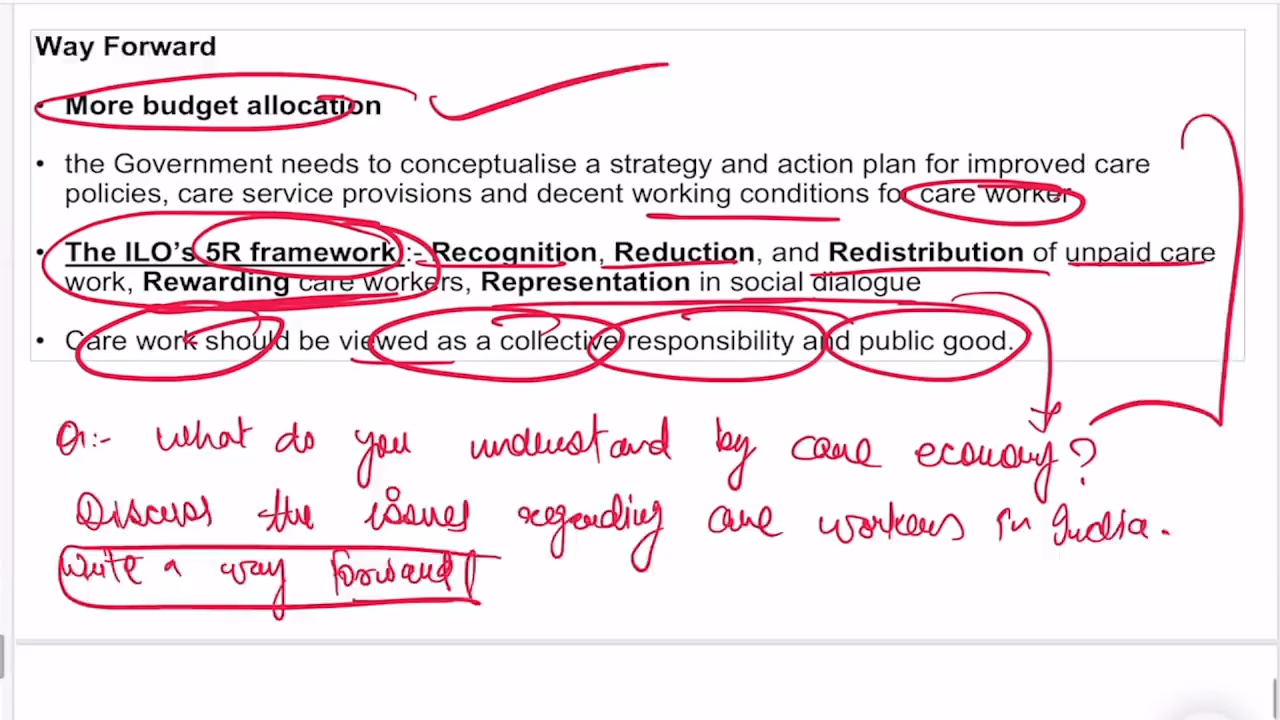 Way Forward
• More budget allocation
• the Government needs to conceptualise a strategy and action plan for improved care
policies, care service provisions and decent working conditions for care worker
• The ILO's 5R framework :- Recognition, Reduction, and Redistribution of unpaid care
work, Rewarding care workers, Representation in social dialogue
• Care work should be viewed as a collective responsibility and public good.
Q1:- What do you understand by care economy?
Discuss the issues regarding care workers in India.
Write a way forward